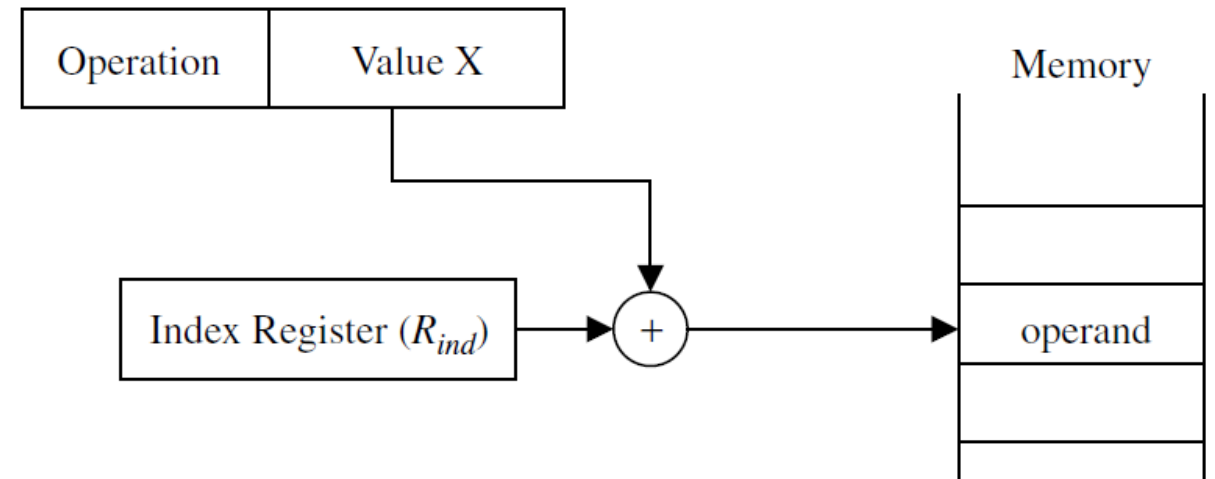 Operation
Value X
Memory
Index Register (R_ind)
+
operand